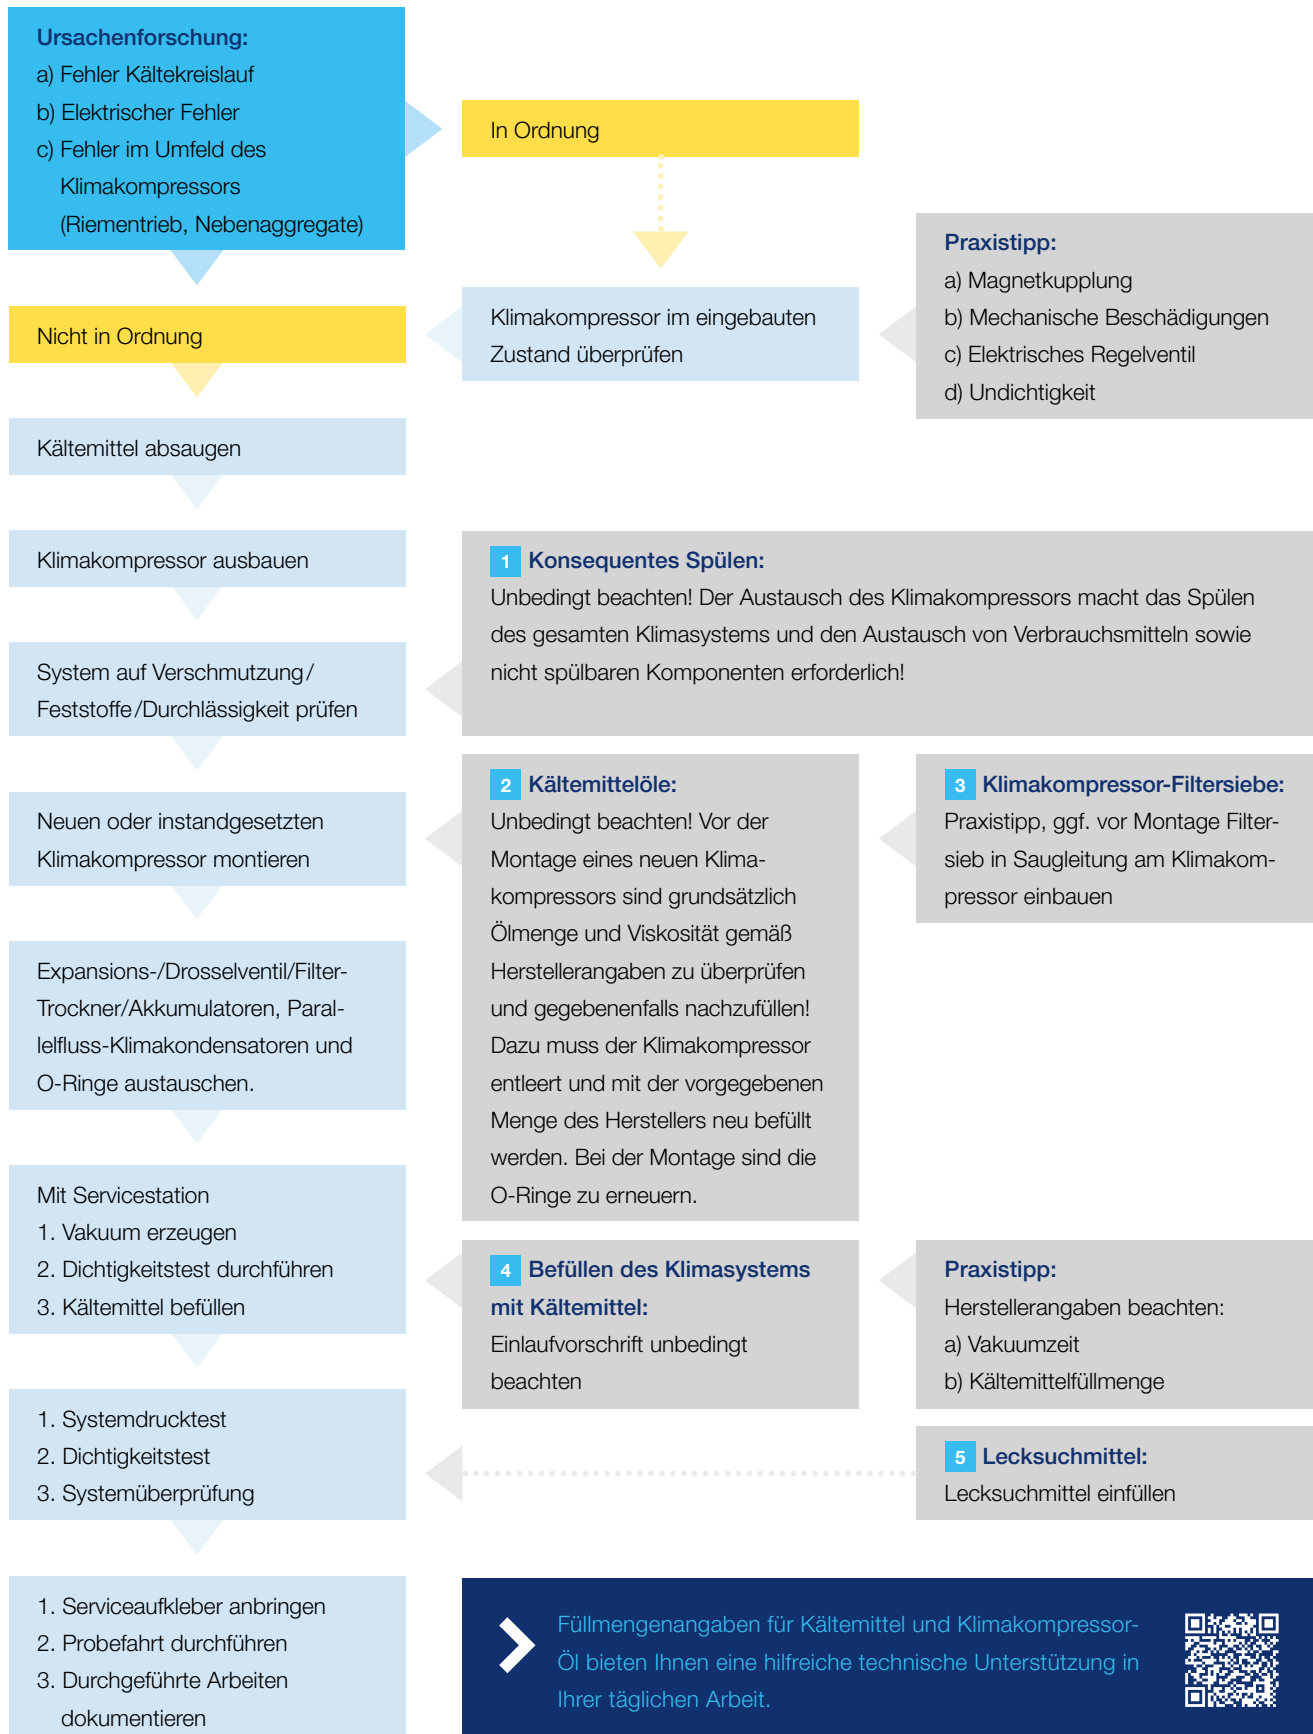 Ursachenforschung:
a) Fehler Kältekreislauf
b) Elektrischer Fehler
c) Fehler im Umfeld des
Klimakompressors
(Riementrieb, Nebenaggregate)
In Ordnung
Praxistipp:
a) Magnetkupplung
b) Mechanische Beschädigungen
c) Elektrisches Regelventil
d) Undichtigkeit
Klimakompressor im eingebauten
Zustand überprüfen
Nicht in Ordnung
Kältemittel absaugen
Klimakompressor ausbauen
1 Konsequentes Spülen:
Unbedingt beachten! Der Austausch des Klimakompressors macht das Spülen
des gesamten Klimasystems und den Austausch von Verbrauchsmitteln sowie
nicht spülbaren Komponenten erforderlich!
System auf Verschmutzung/
Feststoffe/Durchlässigkeit prüfen
Neuen oder instandgesetzten
Klimakompressor montieren
2 Kältemittelöle:
Unbedingt beachten! Vor der
Montage eines neuen Klima-
kompressors sind grundsätzlich
Ölmenge und Viskosität gemäß
Herstellerangaben zu überprüfen
und gegebenenfalls nachzufüllen!
Dazu muss der Klimakompressor
entleert und mit der vorgegebenen
Menge des Herstellers neu befüllt
werden. Bei der Montage sind die
O-Ringe zu erneuern.
3 Klimakompressor-Filtersiebe:
Praxistipp, ggf. vor Montage Filter-
sieb in Saugleitung am Klimakom-
pressor einbauen
Expansions-/Drosselventil/Filter-
Trockner/Akkumulatoren, Paral-
lelfluss-Klimakondensatoren und
O-Ringe austauschen.
Mit Servicestation
1. Vakuum erzeugen
2. Dichtigkeitstest durchführen
3. Kältemittel befüllen
4 Befüllen des Klimasystems
mit Kältemittel:
Einlaufvorschrift unbedingt
beachten
Praxistipp:
Herstellerangaben beachten:
a) Vakuumzeit
b) Kältemittelfüllmenge
1. Systemdrucktest
2. Dichtigkeitstest
3. Systemüberprüfung
5 Lecksuchmittel:
Lecksuchmittel einfüllen
1. Serviceaufkleber anbringen
2. Probefahrt durchführen
3. Durchgeführte Arbeiten
dokumentieren
Füllmengenangaben für Kältemittel und Klimakompressor-
Öl bieten Ihnen eine hilfreiche technische Unterstützung in
Ihrer täglichen Arbeit.